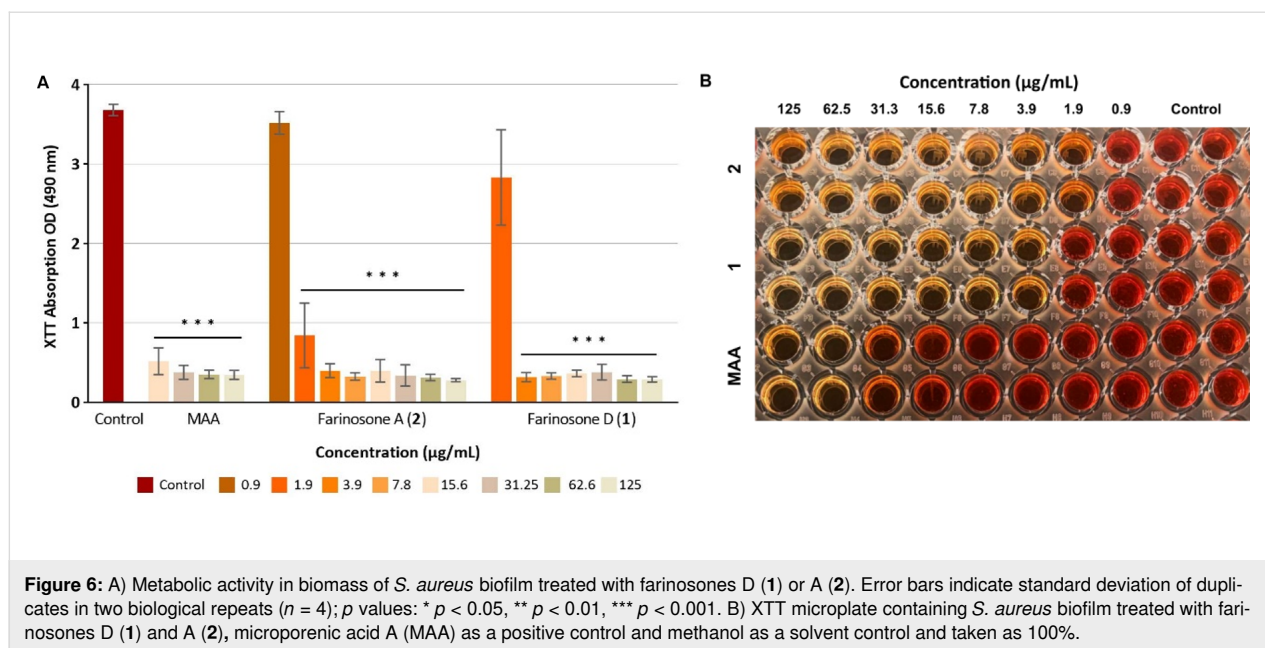 A
4
3
2
1
0
XTT Absorption OD (490 nm)
* * *
* * *
* * *
Control MAA Farinosone A (2) Farinosone D (1)
Concentration (µg/mL)
Control 0.9 1.9 3.9 7.8 15.6 31.25 62.6 125
B
Concentration (µg/mL)
125 62.5 31.3 15.6 7.8 3.9 1.9 0.9 Control
2
1
MAA
Figure 6: A) Metabolic activity in biomass of S. aureus biofilm treated with farinosones D (1) or A (2). Error bars indicate standard deviation of dupli-
cates in two biological repeats (n = 4); p values: * p < 0.05, ** p < 0.01, *** p < 0.001. B) XTT microplate containing S. aureus biofilm treated with fari-
nosones D (1) and A (2), microporenic acid A (MAA) as a positive control and methanol as a solvent control and taken as 100%.